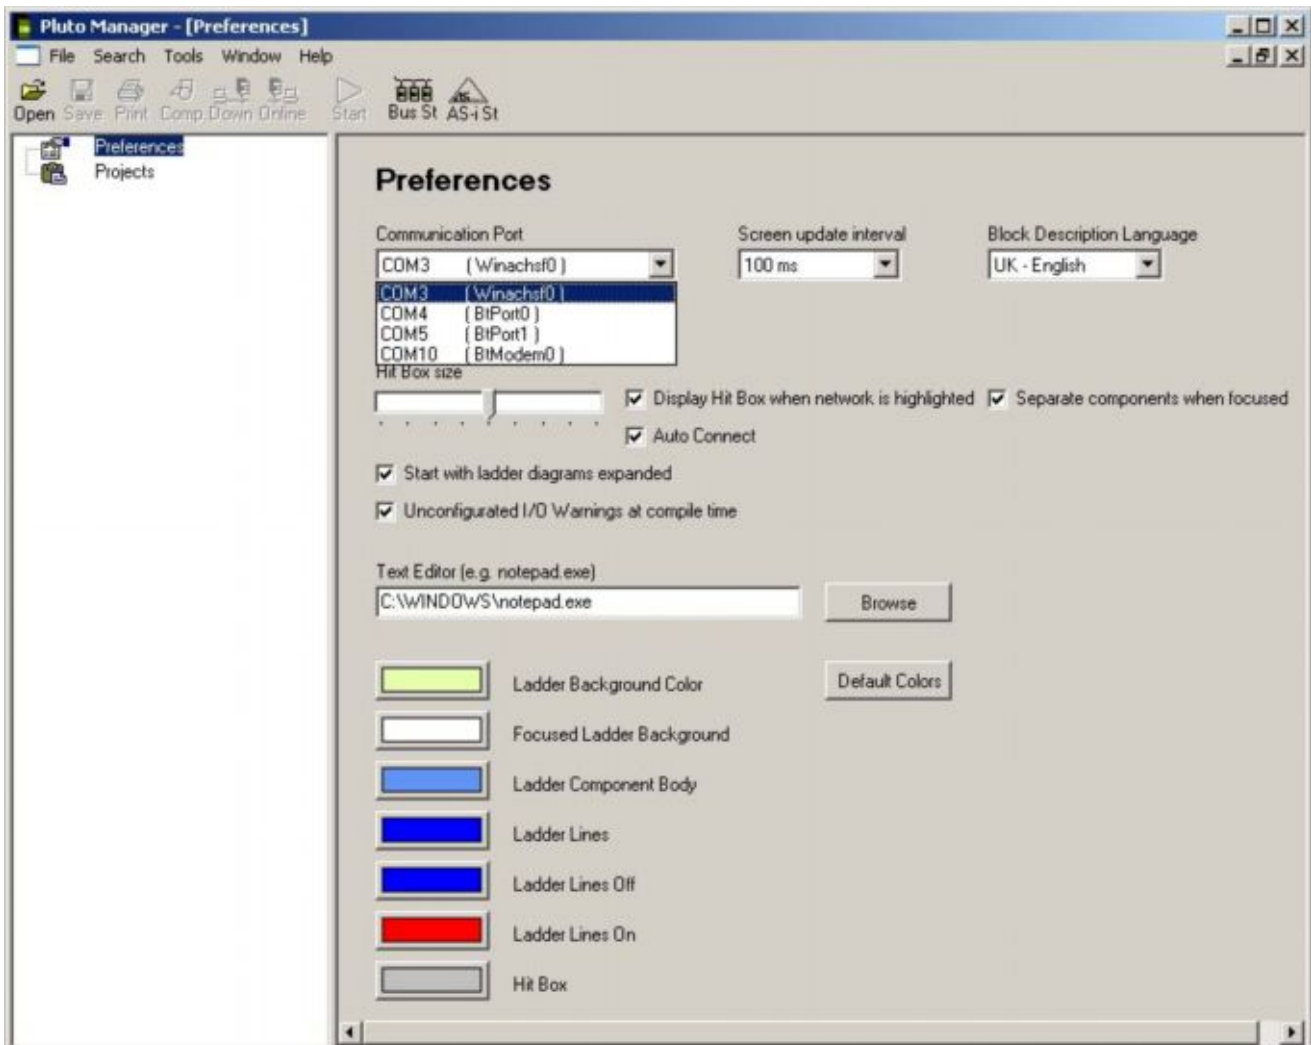 Pluto Manager - [Preferences]
File Search Tools Window Help
Open Save Print Comp. Down Online Start Bus St AS-i St
Preferences
Projects
Preferences
Communication Port Screen update interval Block Description Language
COM3 ( Winachsf0 ) 100 ms UK - English
COM3 ( Winachsf0 )
COM4 ( BtPort0 )
COM5 ( BtPort1 )
COM10 ( BtModem0 )
Hit Box size
Display Hit Box when network is highlighted Separate components when focused
Auto Connect
Start with ladder diagrams expanded
Unconfigurated I/O Warnings at compile time
Text Editor (e.g. notepad.exe)
C:\WINDOWS\notepad.exe Browse
Ladder Background Color Default Colors
Focused Ladder Background
Ladder Component Body
Ladder Lines
Ladder Lines Off
Ladder Lines On
Hit Box